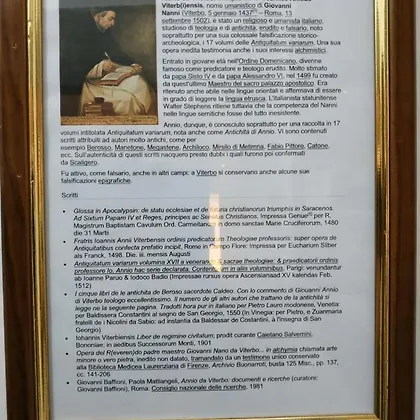 Viterb(i)ensis, nome umanistico di Giovanni
Nanni (Viterbo, 5 gennaio 1437 – Roma, 13
settembre 1502), è stato un religioso e umanista italiano,
studioso di teologia e di antichità, erudito e falsario, noto
soprattutto per una sua colossale falsificazione storico-
archeologica, i 17 volumi delle Antiquitatum variarum. Una sua
opera inedita testimonia anche i suoi interessi alchimistici.
Entrato in giovane età nell'Ordine Domenicano, divenne
famoso come predicatore e teologo erudito. Molto stimato
da papa Sisto IV e da papa Alessandro VI, nel 1499 fu creato
da quest'ultimo Maestro del sacro palazzo apostolico. Era
ritenuto anche abile nelle lingue orientali e affermava di essere
in grado di leggere la lingua etrusca. L'italianista statunitense
Walter Stephens ritiene tuttavia che la competenza del Nanni
nelle lingue semitiche fosse del tutto inesistente.
Annio, dunque, è conosciuto soprattutto per una raccolta in 17
volumi intitolata Antiquitatum variarum, nota anche come Antichità di Annio. Vi sono contenuti
scritti attribuiti ad autori molto antichi, come per
esempio Berosso, Manetone, Megastene, Archiloco, Mirsilo di Metimna, Fabio Pittore, Catone,
ecc. Sull'autenticità di questi scritti nacquero presto dubbi i quali furono poi confermati
da Scaligero.
Fu attivo, come falsario, anche in altri campi: a Viterbo si conservano anche alcune sue
falsificazioni epigrafiche.
Scritti
• Glossa in Apocalypsin: de statu ecclesiae et de futura christianorum triumphis in Saracenos.
Ad Sixtum Papam IV et Reges, principes ac Senatus Christianos, Impressa Genue per R.
Magistrum Baptistam Cavulum Ord. Carmelitarum in domo sanctae Marie Cruciferorum, 1480
die 31 Martii
• Fratris Ioannis Annii Viterbensis ordinis predicatorum Theologiae professoris: super opera de
Antiquitatibus confecta prefatio incipit, Rome in Campo Flore: Impressa per Eucharium Silber
als Franck, 1498. Die. iii. mensis Augusti
• Antiquitatum variarum volumina XVII a venerando & sacrae theologiae: & praedicatorii ordinis
professore Io. Annio hac serie declarata. Contentorum in aliis voluminibus. Parigi: venundantur
ab Ioanne Paruo & Iodoco Badio (Impressae rursus opera Ascensiana ad XV kalendas Feb.
1512)
• I cinque libri de le antichità de Beroso sacerdote Caldeo. Con lo commento di Giovanni Annio
di Viterbo teologo eccellentissimo. Il numero de gli altri autori che trattano de le antichità si
legge ne la seguente pagina. Tradotti hora pur in italiano per Pietro Lauro modonese, Venetia:
per Baldissera Constantini al segno de San Georgio, 1550 (In Vinegia: per Pietro, e Zuanmaria
fratelli de i Nicolini da Sabio: ad instantia de Baldessar de Costantini, à l'insegna di San
Georgio)
• Iohannis Viterbiensis Liber de regimine civitatum; prodit curante Caietano Salvemini.
Bononiae: in aedibus Successorum Monti, 1901
• Opera del R(everen)do padre maestro Giovanni Nano da Viterbo... in alchymia chiamata arte
minore o vero pietra, inedito non datato, tramandato da un testimone unico conservato
alla Biblioteca Medicea Laurenziana di Firenze, Archivio Buonarroti, busta 125 Misc., pp. 137,
cc. 141-206
• Giovanni Baffioni, Paola Mattiangeli, Annio da Viterbo: documenti e ricerche (curatore:
Giovanni Baffioni), Roma: Consiglio nazionale delle ricerche, 1981